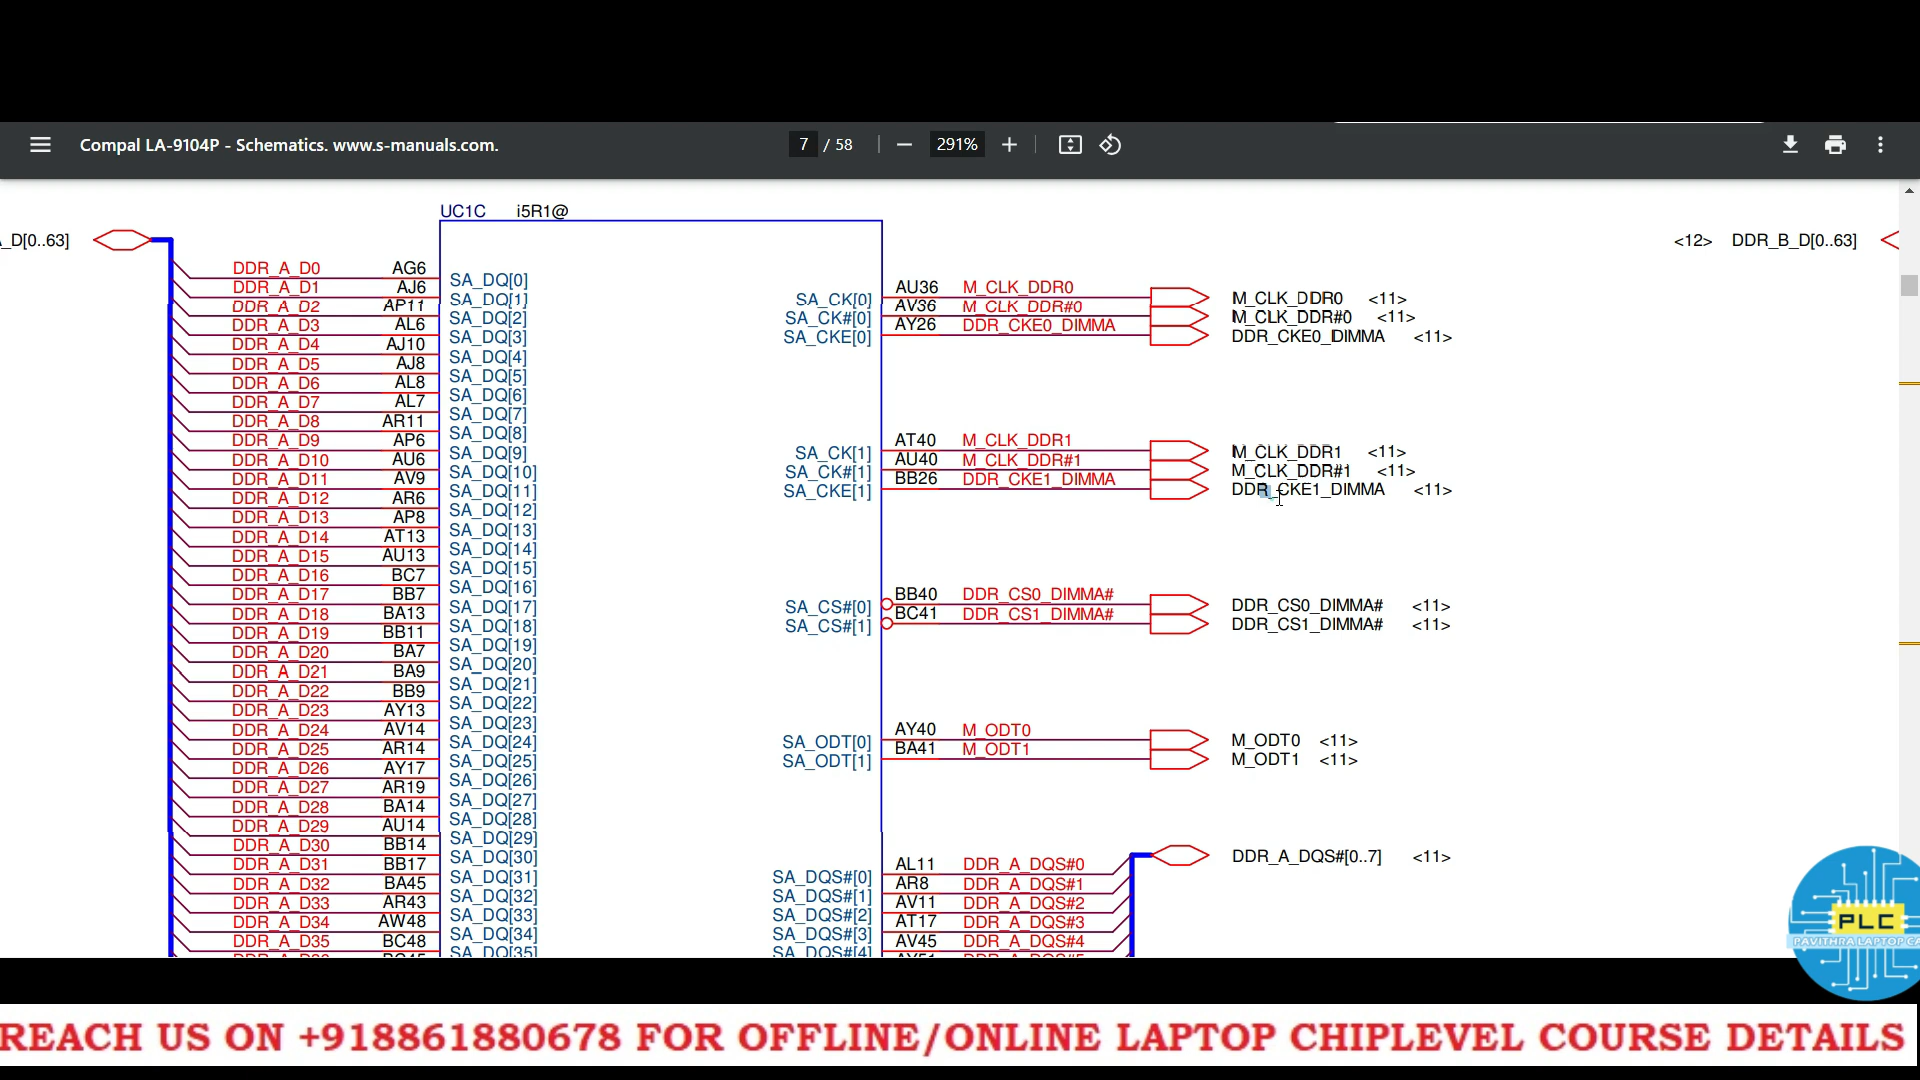 Compal LA-9104P - Schematics. www.s-manuals.com.
7 / 58
291%
UC1C i5R1@
_D[0..63]
<12> DDR_B_D[0..63]
DDR_A_D0 AG6 SA_DQ[0]
DDR_A_D1 AJ6 SA_DQ[1]
DDR_A_D2 AP11 SA_DQ[2]
DDR_A_D3 AL6 SA_DQ[3]
DDR_A_D4 AJ10 SA_DQ[4]
DDR_A_D5 AJ8 SA_DQ[5]
DDR_A_D6 AL8 SA_DQ[6]
DDR_A_D7 AL7 SA_DQ[7]
DDR_A_D8 AR11 SA_DQ[8]
DDR_A_D9 AP6 SA_DQ[9]
DDR_A_D10 AU6 SA_DQ[10]
DDR_A_D11 AV9 SA_DQ[11]
DDR_A_D12 AR6 SA_DQ[12]
DDR_A_D13 AP8 SA_DQ[13]
DDR_A_D14 AT13 SA_DQ[14]
DDR_A_D15 AU13 SA_DQ[15]
DDR_A_D16 BC7 SA_DQ[16]
DDR_A_D17 BB7 SA_DQ[17]
DDR_A_D18 BA13 SA_DQ[18]
DDR_A_D19 BB11 SA_DQ[19]
DDR_A_D20 BA7 SA_DQ[20]
DDR_A_D21 BA9 SA_DQ[21]
DDR_A_D22 BB9 SA_DQ[22]
DDR_A_D23 AY13 SA_DQ[23]
DDR_A_D24 AV14 SA_DQ[24]
DDR_A_D25 AR14 SA_DQ[25]
DDR_A_D26 AY17 SA_DQ[26]
DDR_A_D27 AR19 SA_DQ[27]
DDR_A_D28 BA14 SA_DQ[28]
DDR_A_D29 AU14 SA_DQ[29]
DDR_A_D30 BB14 SA_DQ[30]
DDR_A_D31 BB17 SA_DQ[31]
DDR_A_D32 BA45 SA_DQ[32]
DDR_A_D33 AR43 SA_DQ[33]
DDR_A_D34 AW48 SA_DQ[34]
DDR_A_D35 BC48 SA_DQ[35]
SA_CK[0] AU36 M_CLK_DDR0 M_CLK_DDR0 <11>
SA_CK#[0] AV36 M_CLK_DDR#0 M_CLK_DDR#0 <11>
SA_CKE[0] AY26 DDR_CKE0_DIMMA DDR_CKE0_DIMMA <11>
SA_CK[1] AT40 M_CLK_DDR1 M_CLK_DDR1 <11>
SA_CK#[1] AU40 M_CLK_DDR#1 M_CLK_DDR#1 <11>
SA_CKE[1] BB26 DDR_CKE1_DIMMA DDR_CKE1_DIMMA <11>
SA_CS#[0] BB40 DDR_CS0_DIMMA# DDR_CS0_DIMMA# <11>
SA_CS#[1] BC41 DDR_CS1_DIMMA# DDR_CS1_DIMMA# <11>
SA_ODT[0] AY40 M_ODT0 M_ODT0 <11>
SA_ODT[1] BA41 M_ODT1 M_ODT1 <11>
DDR_A_DQS#[0..7] <11>
SA_DQS#[0] AL11 DDR_A_DQS#0
SA_DQS#[1] AR8 DDR_A_DQS#1
SA_DQS#[2] AV11 DDR_A_DQS#2
SA_DQS#[3] AT17 DDR_A_DQS#3
SA_DQS#[4] AV45 DDR_A_DQS#4
PLC
PAVITHRA LAPTOP CA
REACH US ON +918861880678 FOR OFFLINE/ONLINE LAPTOP CHIPLEVEL COURSE DETAILS